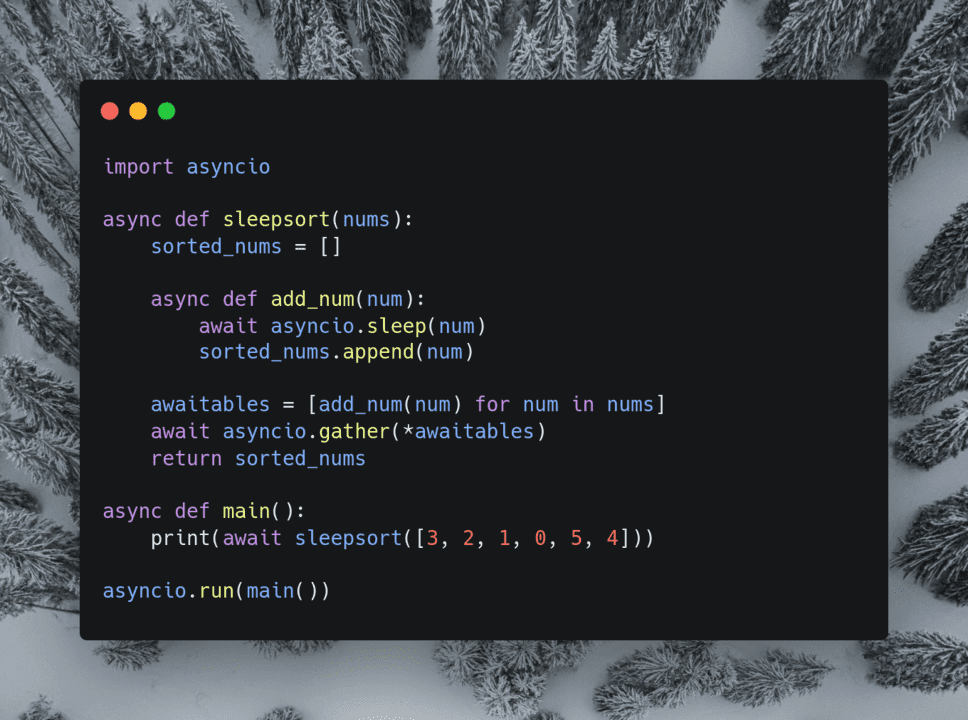 import asyncio
async def sleepsort(nums):
    sorted_nums = []
    async def add_num(num):
        await asyncio.sleep(num)
        sorted_nums.append(num)
    awaitables = [add_num(num) for num in nums]
    await asyncio.gather(*awaitables)
    return sorted_nums
async def main():
    print(await sleepsort([3, 2, 1, 0, 5, 4]))
asyncio.run(main())